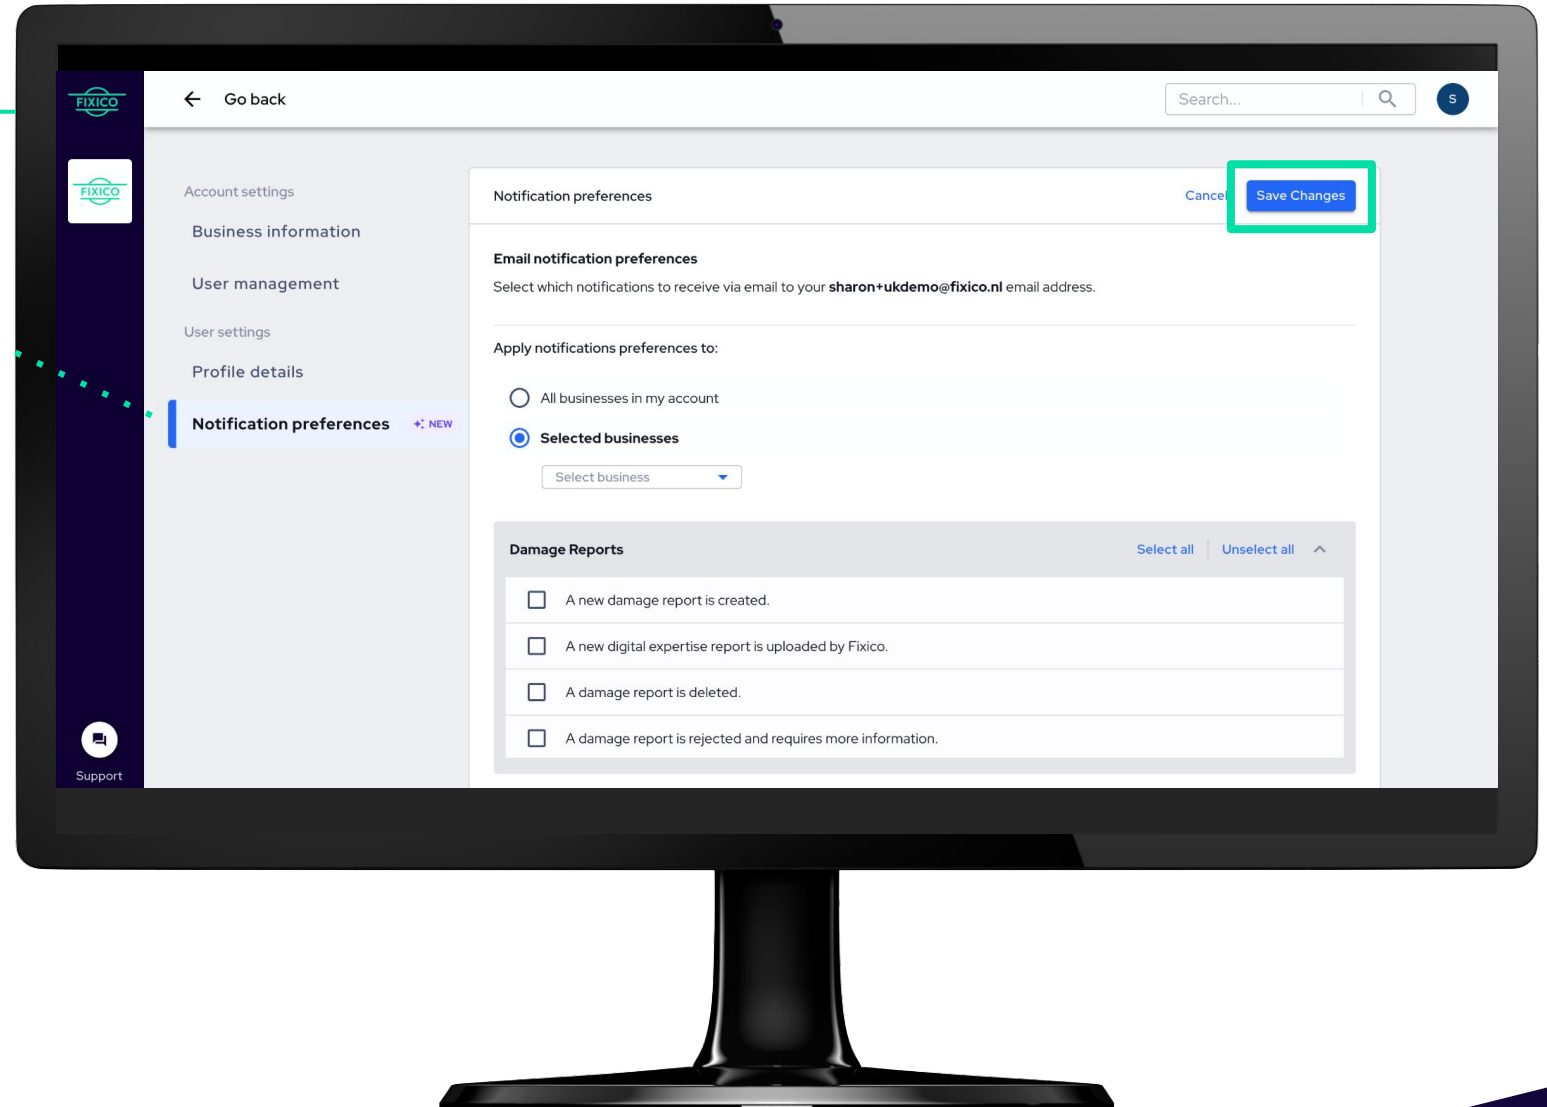 FIXICO
Go back
Search...
S
FIXICO
Account settings
Business information
User management
User settings
Profile details
Notification preferences NEW
Support
Notification preferences
Cancel
Save Changes
Email notification preferences
Select which notifications to receive via email to your sharon+ukdemo@fixico.nl email address.
Apply notifications preferences to:
All businesses in my account
Selected businesses
Select business
Damage Reports
Select all
Unselect all
A new damage report is created.
A new digital expertise report is uploaded by Fixico.
A damage report is deleted.
A damage report is rejected and requires more information.